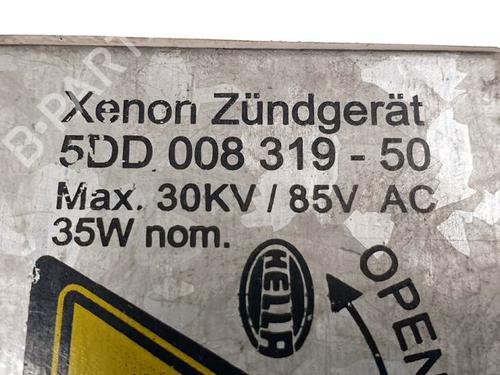 B-PARTS
Xenon Zündgerät
5DD 008 319 - 50
Max. 30KV / 85V AC
35W nom.
HELLA
OPEN